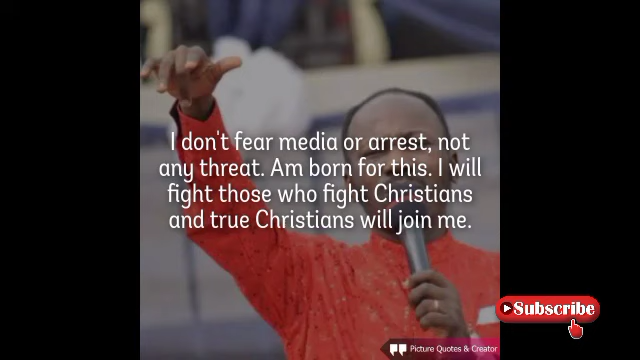 I don't fear media or arrest, not
any threat. Am born for this. I will
fight those who fight Christians
and true Christians will join me.
Subscribe
Picture Quotes & Creator